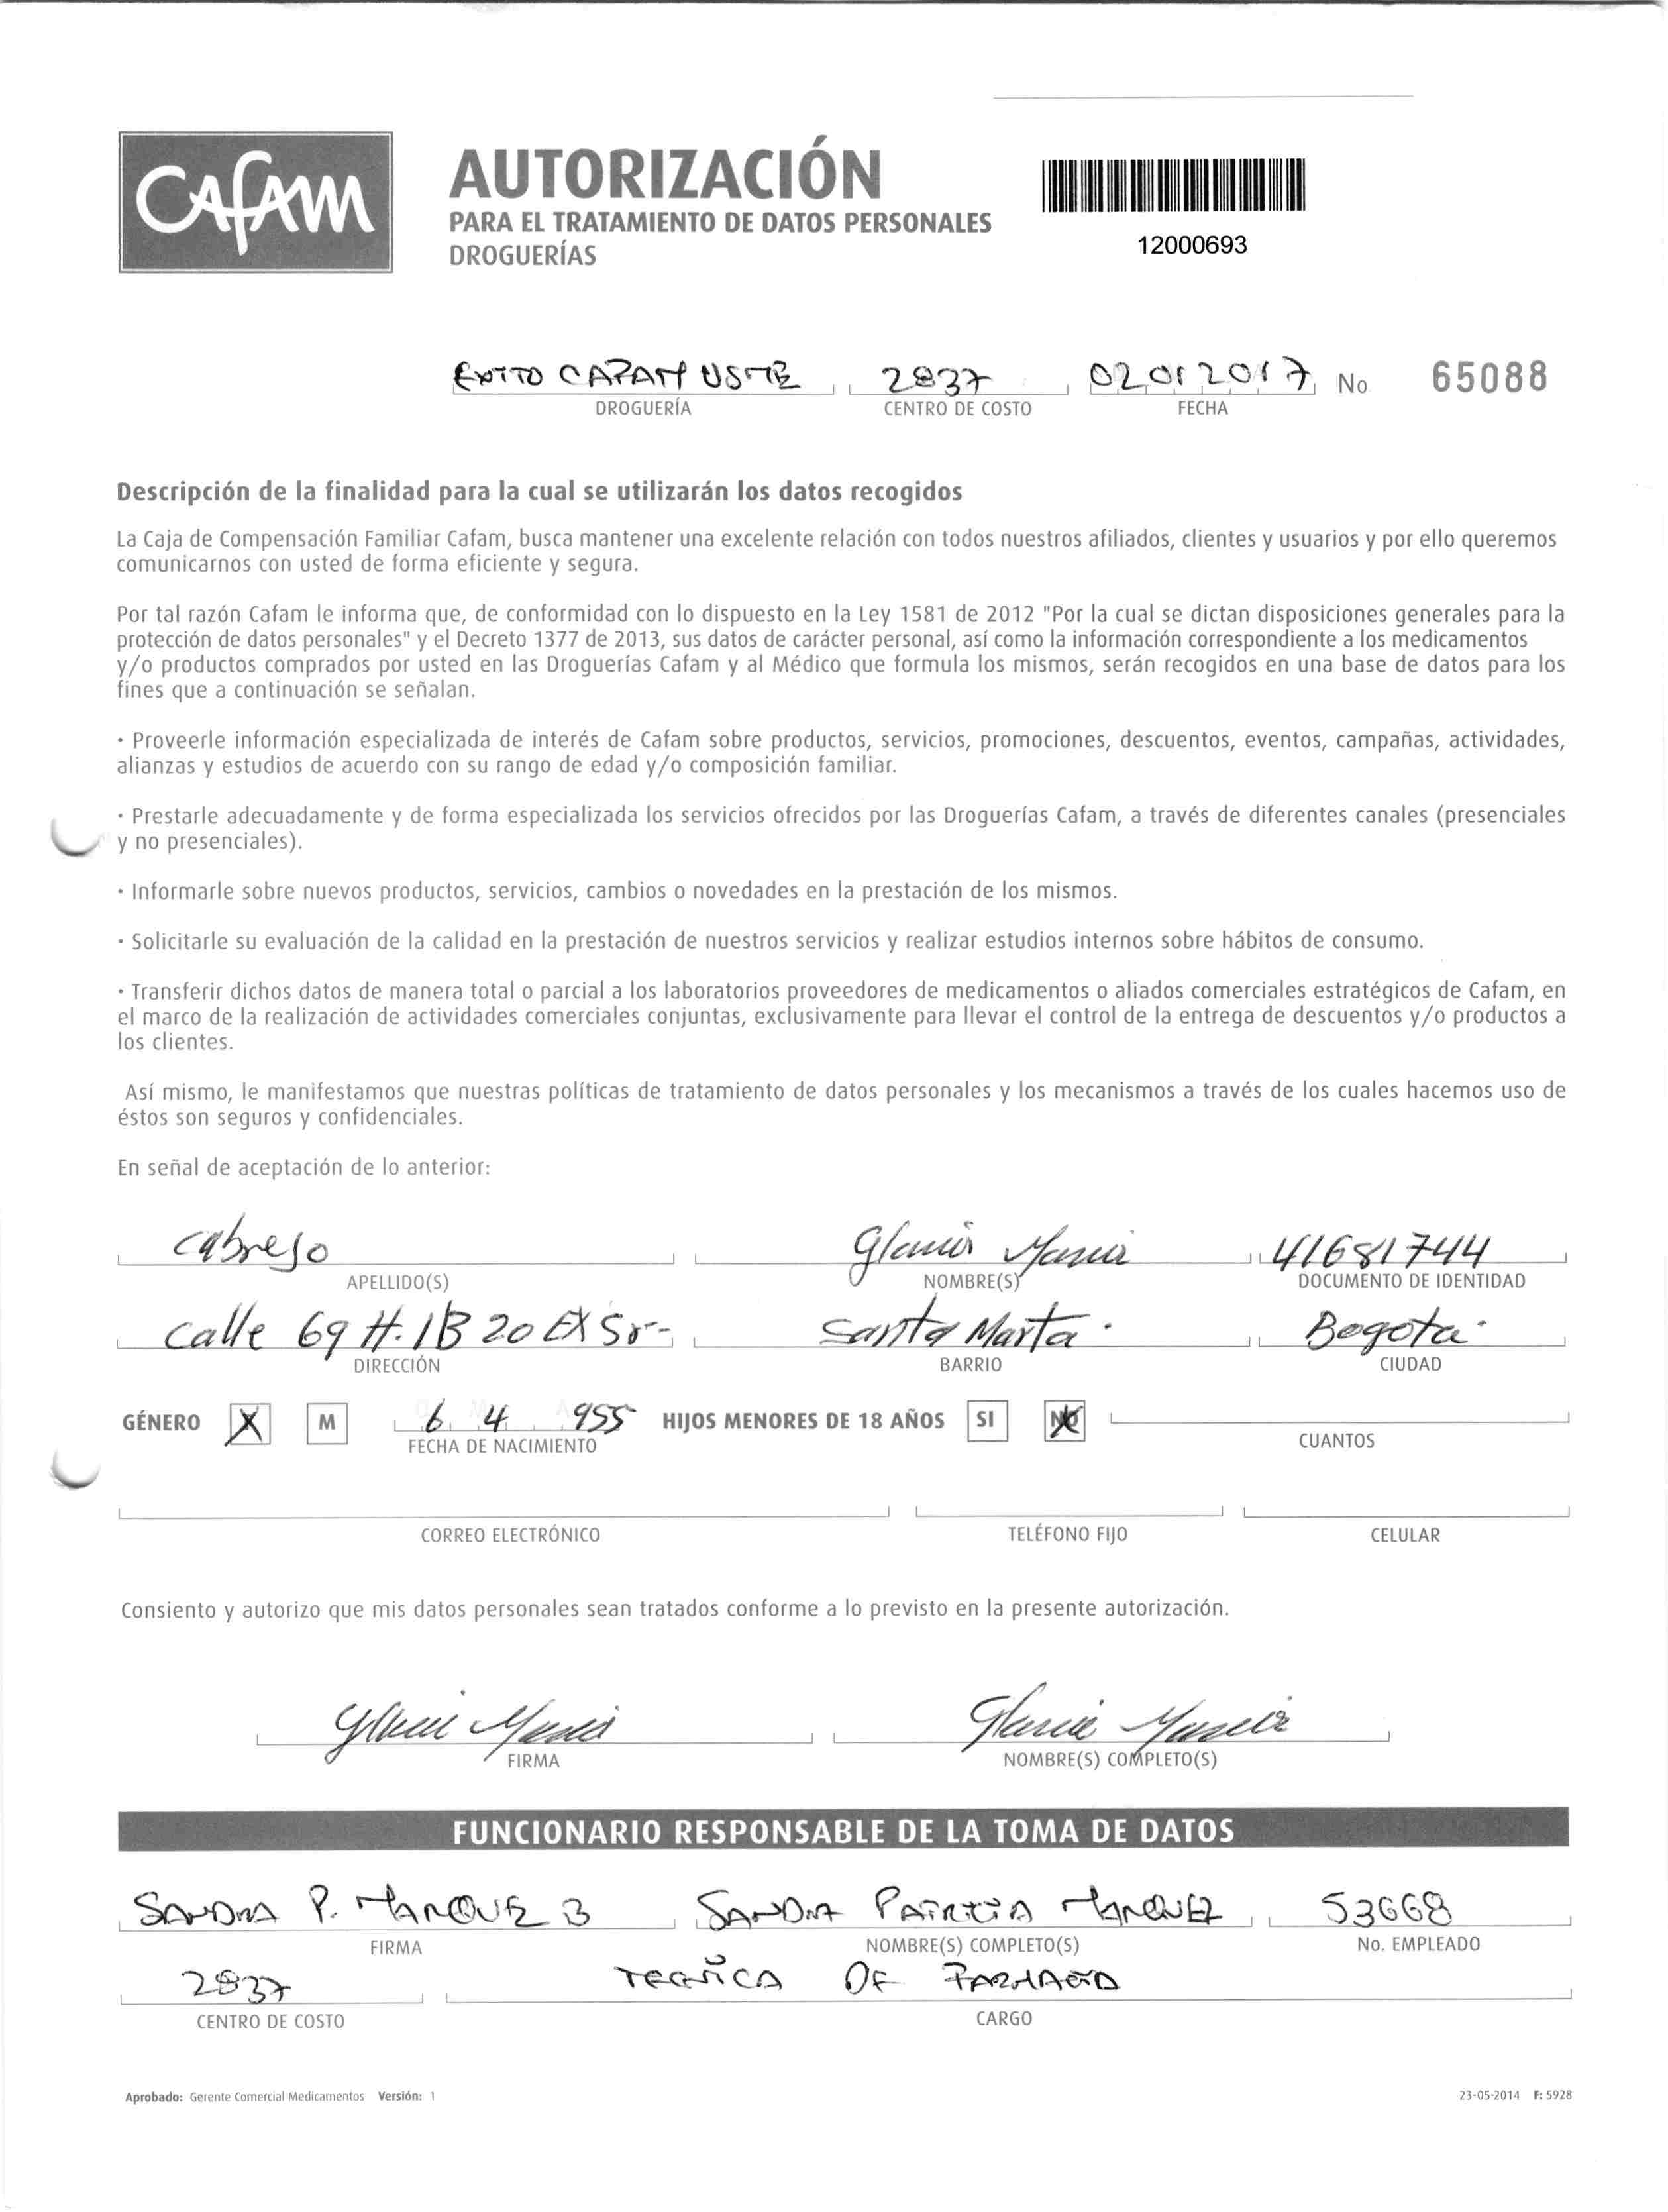 Cafam
AUTORIZACIÓN
PARA EL TRATAMIENTO DE DATOS PERSONALES
DROGUERÍAS
12000693
EXITO CAFAM USME 2837 02012017 No 65088
DROGUERÍA CENTRO DE COSTO FECHA
Descripción de la finalidad para la cual se utilizarán los datos recogidos
La Caja de Compensación Familiar Cafam, busca mantener una excelente relación con todos nuestros afiliados, clientes y usuarios y por ello queremos
comunicarnos con usted de forma eficiente y segura.
Por tal razón Cafam le informa que, de conformidad con lo dispuesto en la Ley 1581 de 2012 "Por la cual se dictan disposiciones generales para la
protección de datos personales" y el Decreto 1377 de 2013, sus datos de carácter personal, así como la información correspondiente a los medicamentos
y/o productos comprados por usted en las Droguerías Cafam y al Médico que formula los mismos, serán recogidos en una base de datos para los
fines que a continuación se señalan.
· Proveerle información especializada de interés de Cafam sobre productos, servicios, promociones, descuentos, eventos, campañas, actividades,
alianzas y estudios de acuerdo con su rango de edad y/o composición familiar.
· Prestarle adecuadamente y de forma especializada los servicios ofrecidos por las Droguerías Cafam, a través de diferentes canales (presenciales
y no presenciales).
· Informarle sobre nuevos productos, servicios, cambios o novedades en la prestación de los mismos.
· Solicitarle su evaluación de la calidad en la prestación de nuestros servicios y realizar estudios internos sobre hábitos de consumo.
· Transferir dichos datos de manera total o parcial a los laboratorios proveedores de medicamentos o aliados comerciales estratégicos de Cafam, en
el marco de la realización de actividades comerciales conjuntas, exclusivamente para llevar el control de la entrega de descuentos y/o productos a
los clientes.
Así mismo, le manifestamos que nuestras políticas de tratamiento de datos personales y los mecanismos a través de los cuales hacemos uso de
éstos son seguros y confidenciales.
En señal de aceptación de lo anterior:
Cabrejo Gloria Maria 41681744
APELLIDO(S) NOMBRE(S) DOCUMENTO DE IDENTIDAD
Calle 69 H. 1B 20 EX Sur Santa Marta. Bogota.
DIRECCIÓN BARRIO CIUDAD
GÉNERO X M 6 4 955 HIJOS MENORES DE 18 AÑOS SI NO
FECHA DE NACIMIENTO CUANTOS
CORREO ELECTRÓNICO TELÉFONO FIJO CELULAR
Consiento y autorizo que mis datos personales sean tratados conforme a lo previsto en la presente autorización.
Gloria Maria Gloria Maria
FIRMA NOMBRE(S) COMPLETO(S)
FUNCIONARIO RESPONSABLE DE LA TOMA DE DATOS
SANDRA P. MARQUEZ B SANDRA PATRICIA MARQUEZ 53668
FIRMA NOMBRE(S) COMPLETO(S) No. EMPLEADO
2837 TECNICA DE FARMACIA
CENTRO DE COSTO CARGO
Aprobado: Gerente Comercial Medicamentos Versión: 1 23-05-2014 F: 5928